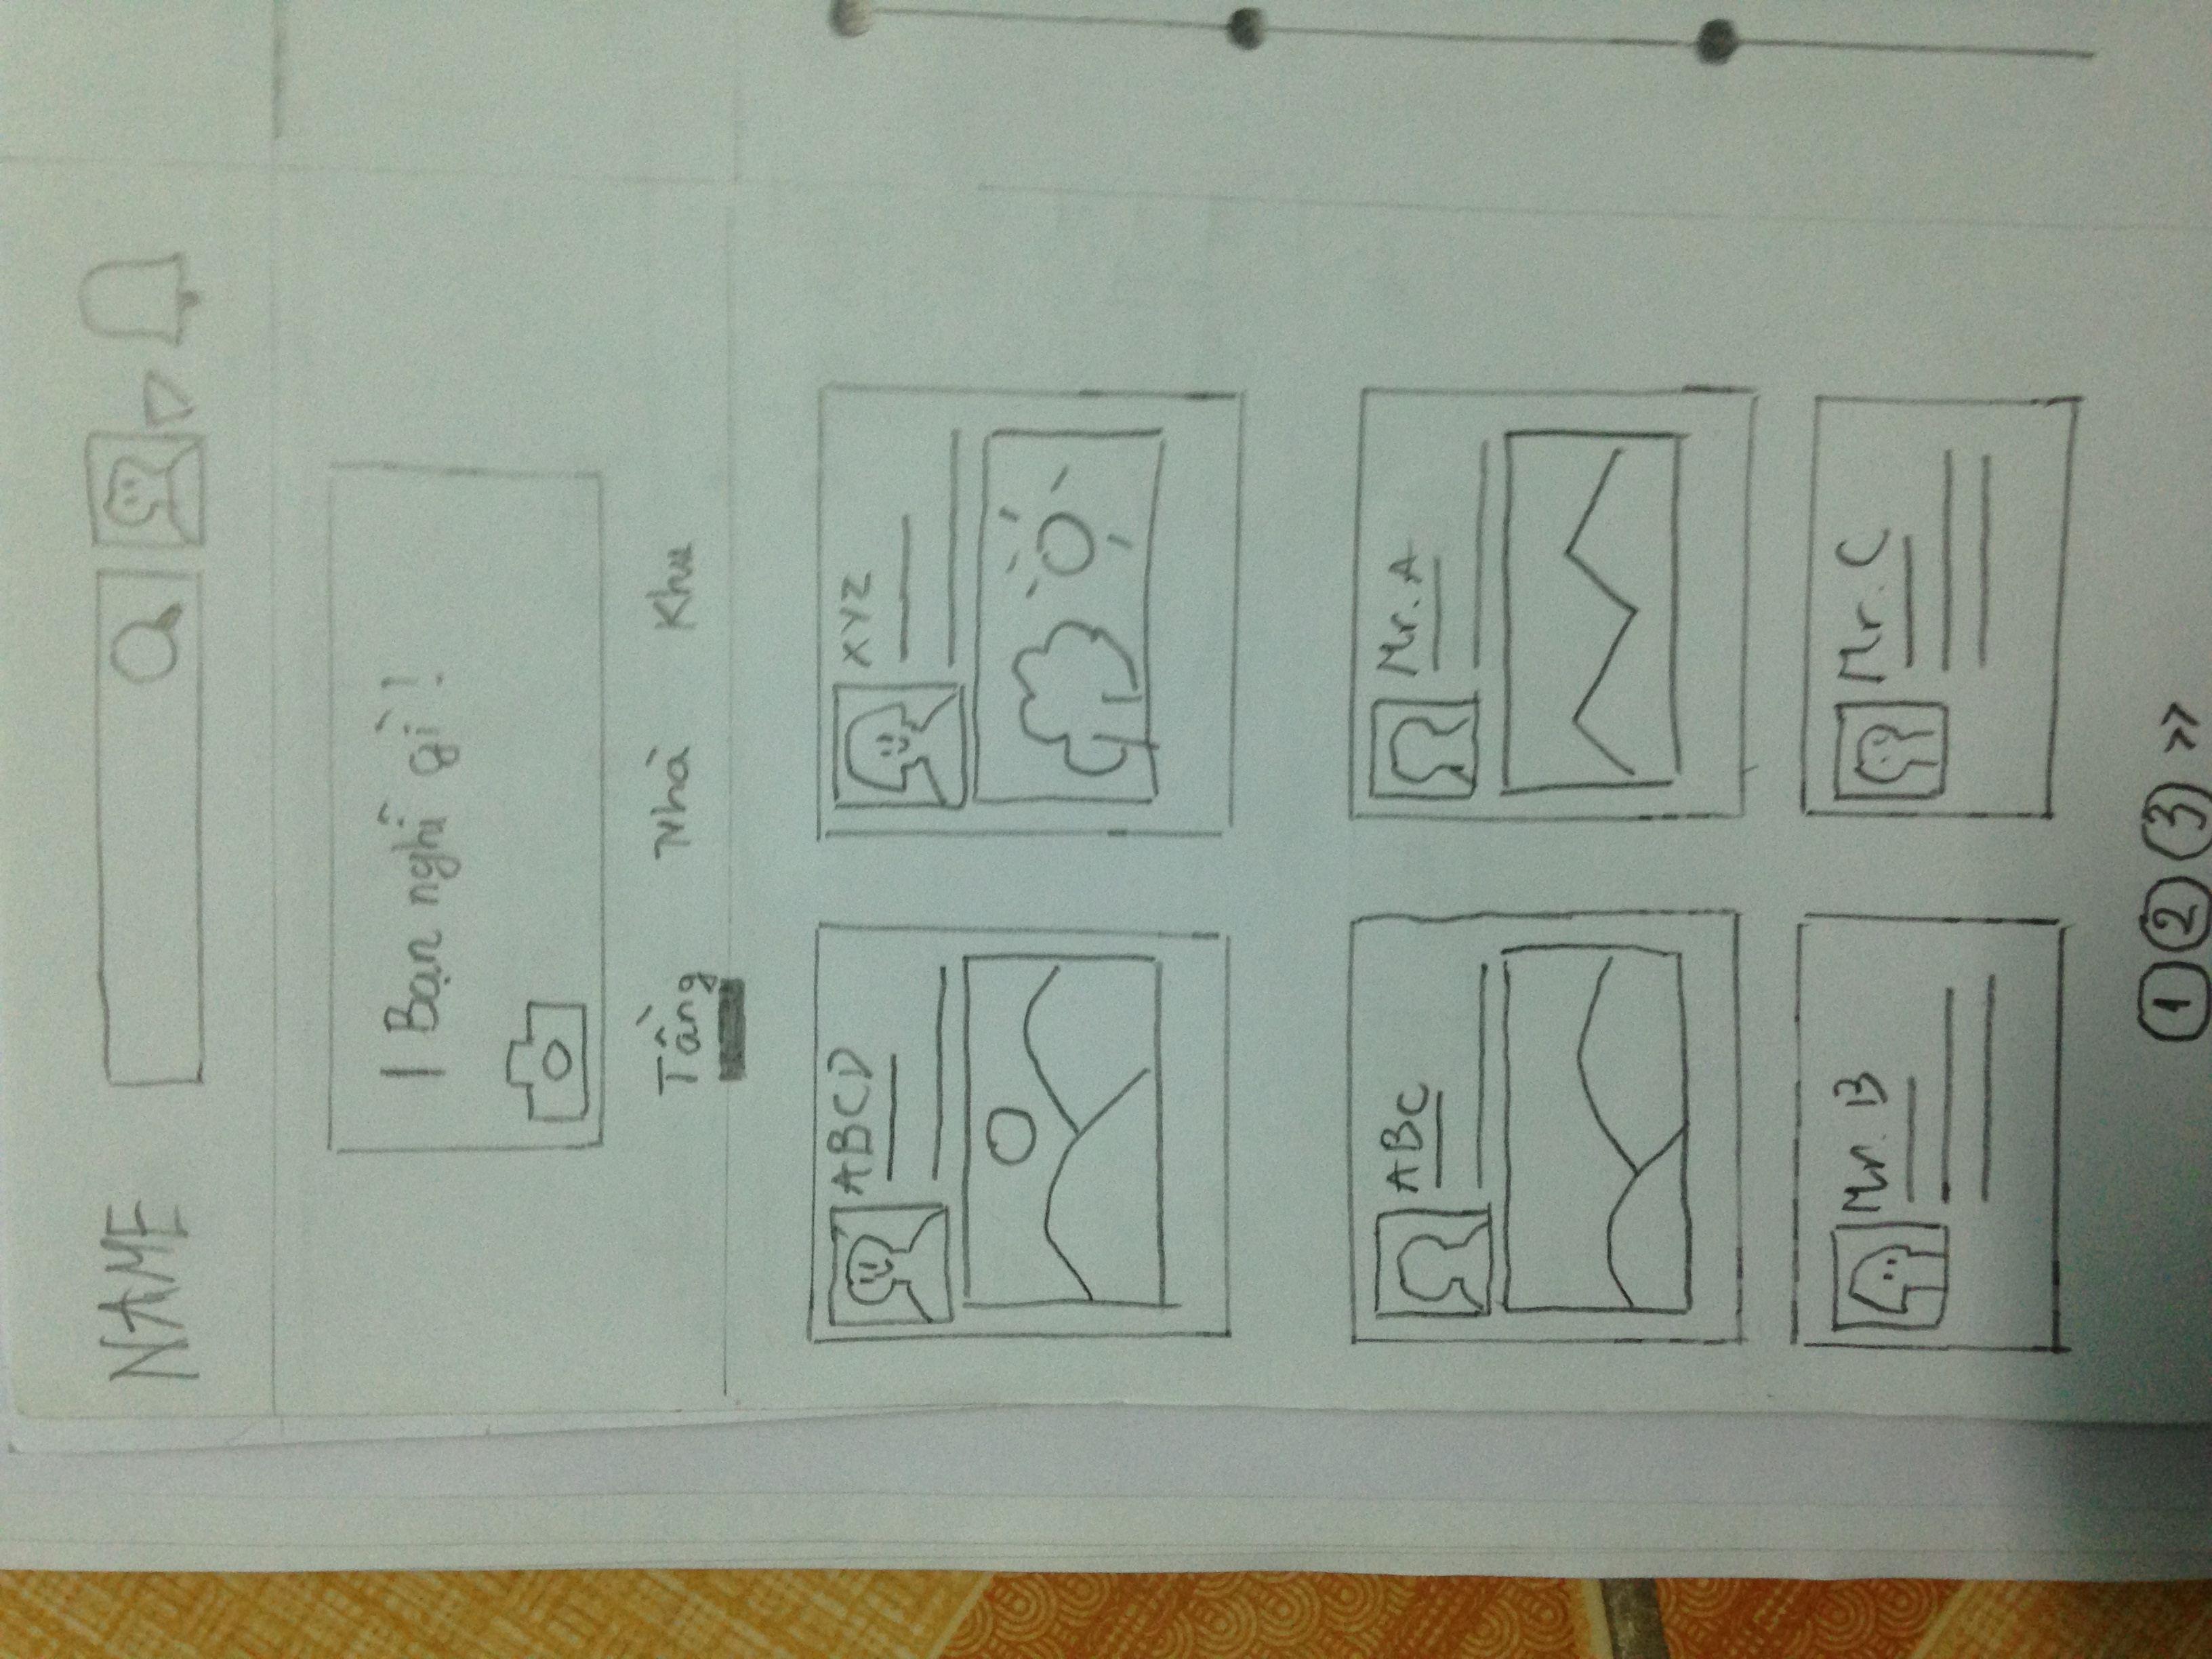 NAME
Bạn nghĩ gì!
Tầng Nhà Khu
ABCD
XYZ
ABC
Mr. A
Mr. B
Mr. C
1 2 3 >>